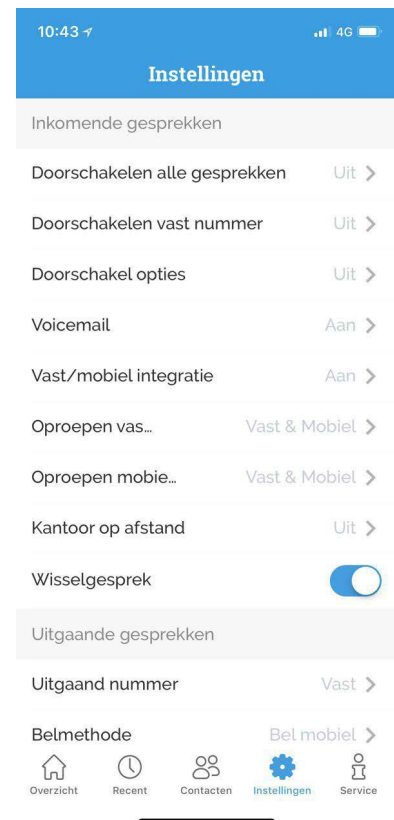 10:43 4G
Instellingen
Inkomende gesprekken
Doorschakelen alle gesprekken Uit
Doorschakelen vast nummer Uit
Doorschakel opties Uit
Voicemail Aan
Vast/mobiel integratie Aan
Oproepen vas... Vast & Mobiel
Oproepen mobie... Vast & Mobiel
Kantoor op afstand Uit
Wisselgesprek
Uitgaande gesprekken
Uitgaand nummer Vast
Belmethode Bel mobiel
Overzicht Recent Contacten Instellingen Service